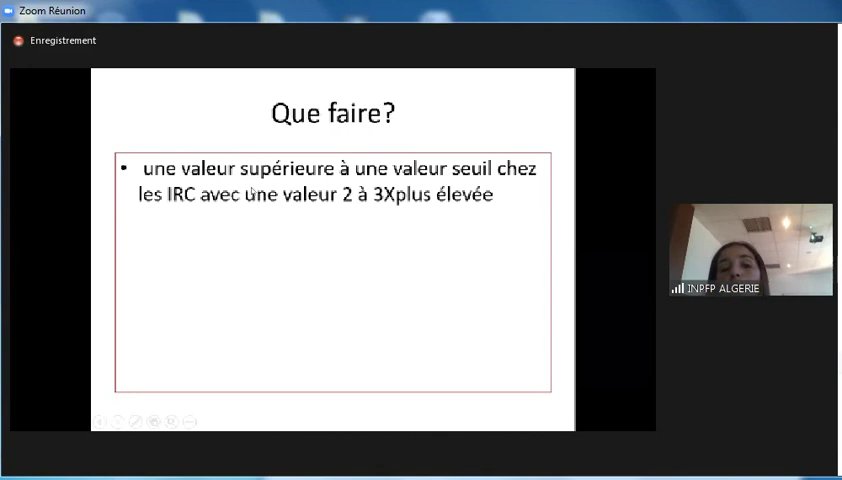 Zoom Réunion
Enregistrement
Que faire?
• une valeur supérieure à une valeur seuil chez
les IRC avec une valeur 2 à 3Xplus élevée
INPFP ALGERIE